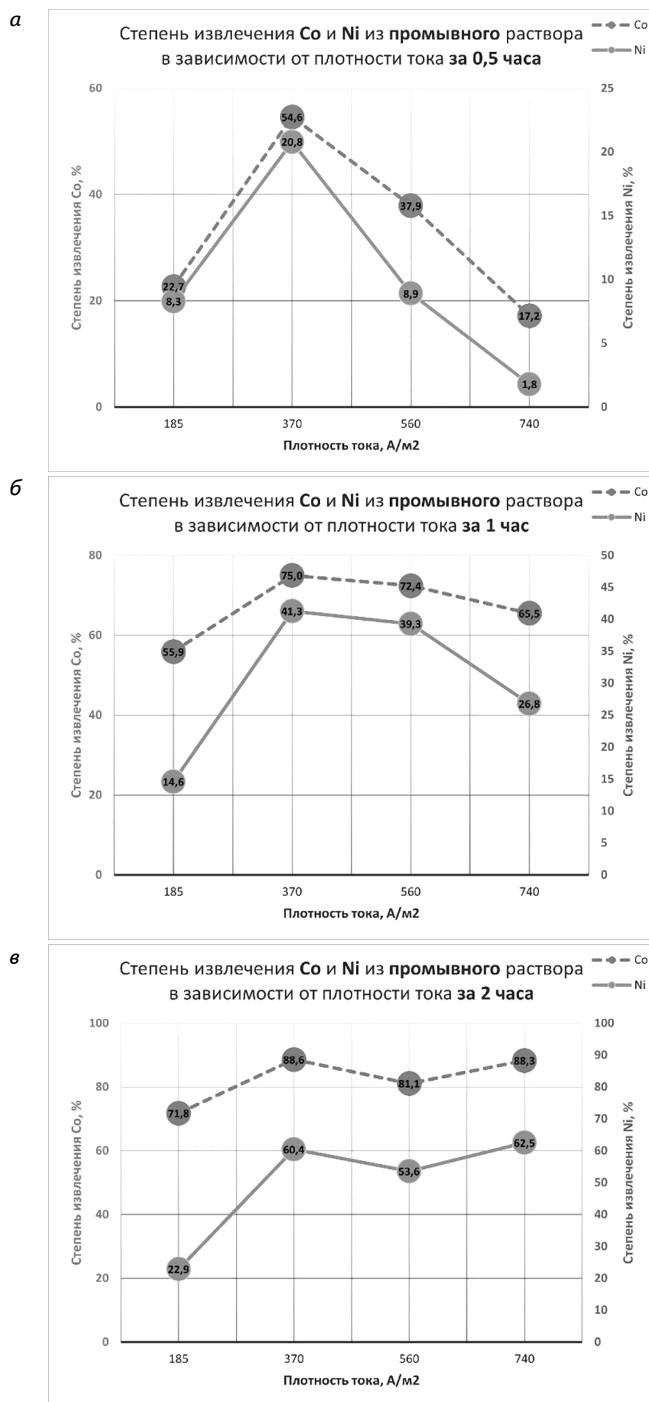 а
Степень извлечения Co и Ni из промывного раствора
в зависимости от плотности тока за 0,5 часа
Co
Ni
Степень извлечения Co, %
60
40
20
0
54,6
20,8
37,9
22,7
8,3
8,9
17,2
1,8
25
20
15
10
5
0
Степень извлечения Ni, %
185 370 560 740
Плотность тока, А/м2
б
Степень извлечения Co и Ni из промывного раствора
в зависимости от плотности тока за 1 час
Co
Ni
Степень извлечения Co, %
80
60
40
20
0
75,0
72,4
65,5
55,9
41,3
39,3
26,8
14,6
50
45
40
35
30
25
20
15
10
5
0
Степень извлечения Ni, %
185 370 560 740
Плотность тока, А/м2
в
Степень извлечения Co и Ni из промывного раствора
в зависимости от плотности тока за 2 часа
Co
Ni
Степень извлечения Co, %
100
80
60
40
20
0
88,6
88,3
81,1
71,8
60,4
62,5
53,6
22,9
100
90
80
70
60
50
40
30
20
10
0
Степень извлечения Ni, %
185 370 560 740
Плотность тока, А/м2